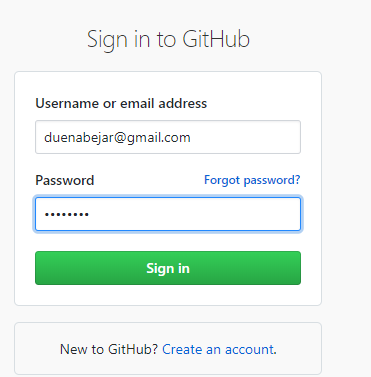 Sign in to GitHub
Username or email address
duenabejar@gmail.com
Password Forgot password?
••••••••
Sign in
New to GitHub? Create an account.